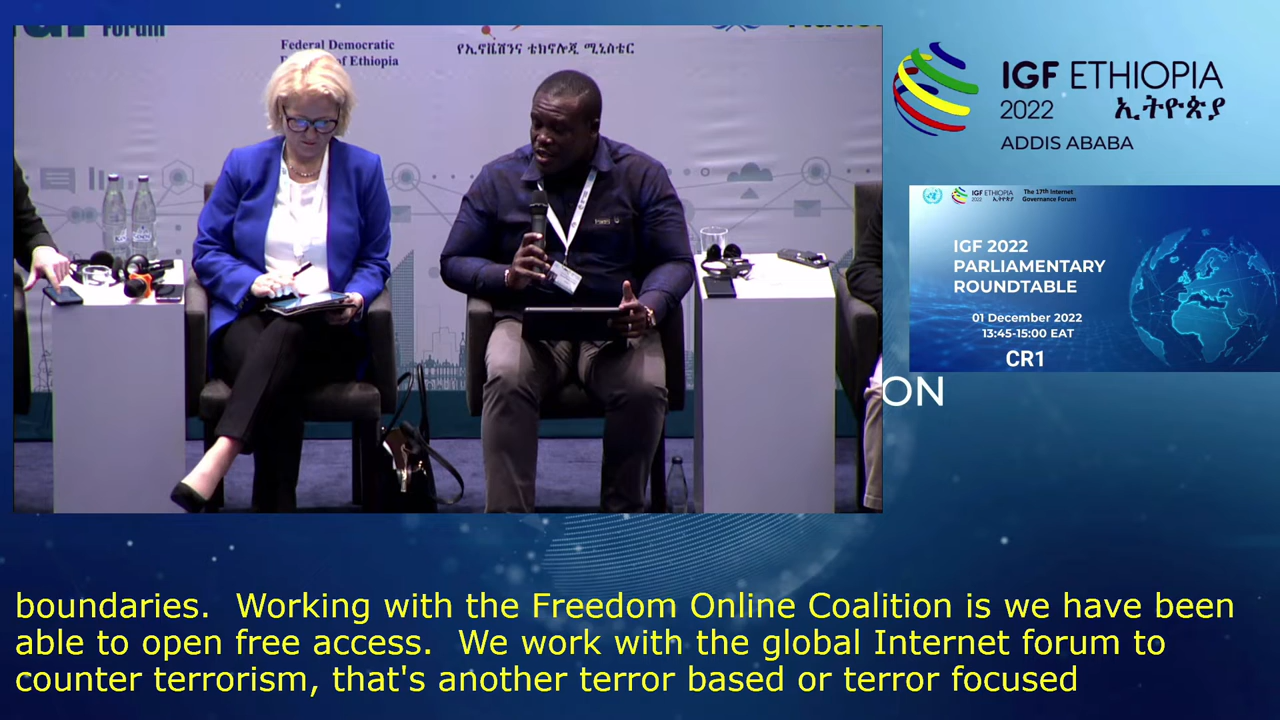 Forum
Federal Democratic
of Ethiopia
የኢኖቬሽንና ቴክኖሎጂ ሚኒስቴር
IGF ETHIOPIA
2022 ኢትዮጵያ
ADDIS ABABA
IGF ETHIOPIA
ኢትዮጵያ
The 17th Internet
Governance Forum
IGF 2022
PARLIAMENTARY
ROUNDTABLE
01 December 2022
13:45-15:00 EAT
CR1
ON
boundaries. Working with the Freedom Online Coalition is we have been
able to open free access. We work with the global Internet forum to
counter terrorism, that's another terror based or terror focused